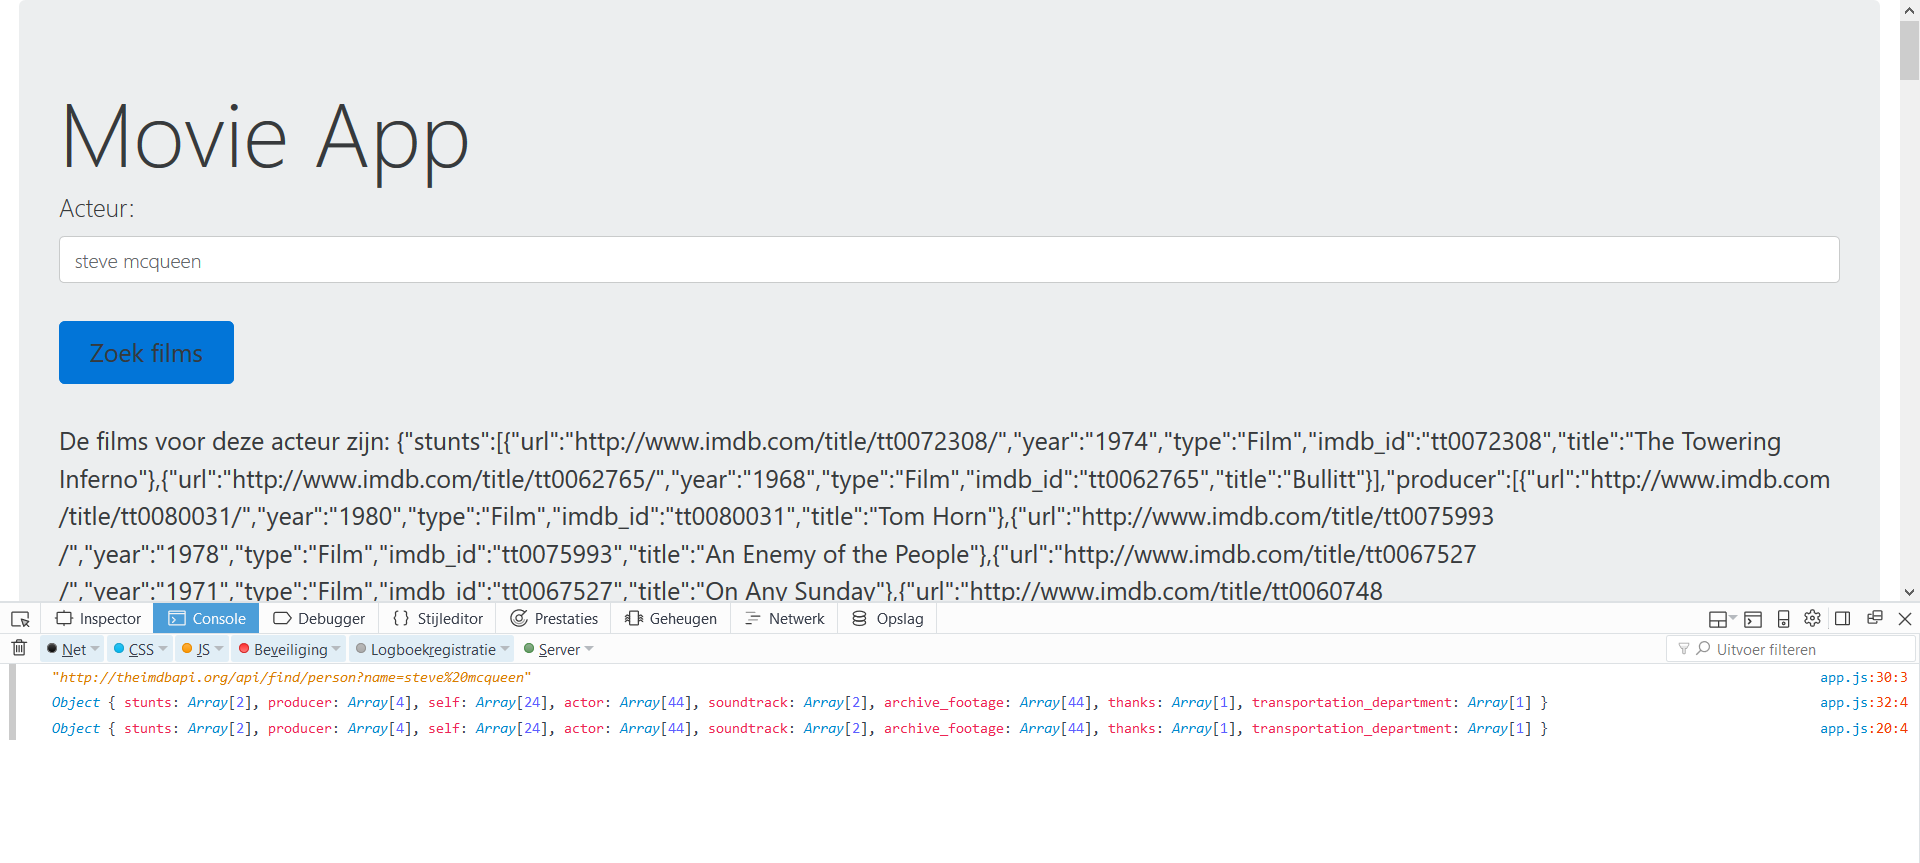 Movie App
Acteur:
steve mcqueen
Zoek films
De films voor deze acteur zijn: {"stunts":[{"url":"http://www.imdb.com/title/tt0072308/","year":"1974","type":"Film","imdb_id":"tt0072308","title":"The Towering
Inferno"},{"url":"http://www.imdb.com/title/tt0062765/","year":"1968","type":"Film","imdb_id":"tt0062765","title":"Bullitt"}],"producer":[{"url":"http://www.imdb.com
/title/tt0080031/","year":"1980","type":"Film","imdb_id":"tt0080031","title":"Tom Horn"},{"url":"http://www.imdb.com/title/tt0075993
/","year":"1978","type":"Film","imdb_id":"tt0075993","title":"An Enemy of the People"},{"url":"http://www.imdb.com/title/tt0067527
/","year":"1971","type":"Film","imdb_id":"tt0067527","title":"On Any Sunday"},{"url":"http://www.imdb.com/title/tt0060748
Inspector Console Debugger Stijleditor Prestaties Geheugen Netwerk Opslag
Net CSS JS Beveiliging Logboekregistratie Server Uitvoer filteren
"http://theimdbapi.org/api/find/person?name=steve%20mcqueen" app.js:30:3
Object { stunts: Array[2], producer: Array[4], self: Array[24], actor: Array[44], soundtrack: Array[2], archive_footage: Array[44], thanks: Array[1], transportation_department: Array[1] } app.js:32:4
Object { stunts: Array[2], producer: Array[4], self: Array[24], actor: Array[44], soundtrack: Array[2], archive_footage: Array[44], thanks: Array[1], transportation_department: Array[1] } app.js:20:4